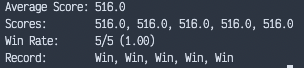 Average Score: 516.0
Scores: 516.0, 516.0, 516.0, 516.0, 516.0
Win Rate: 5/5 (1.00)
Record: Win, Win, Win, Win, Win